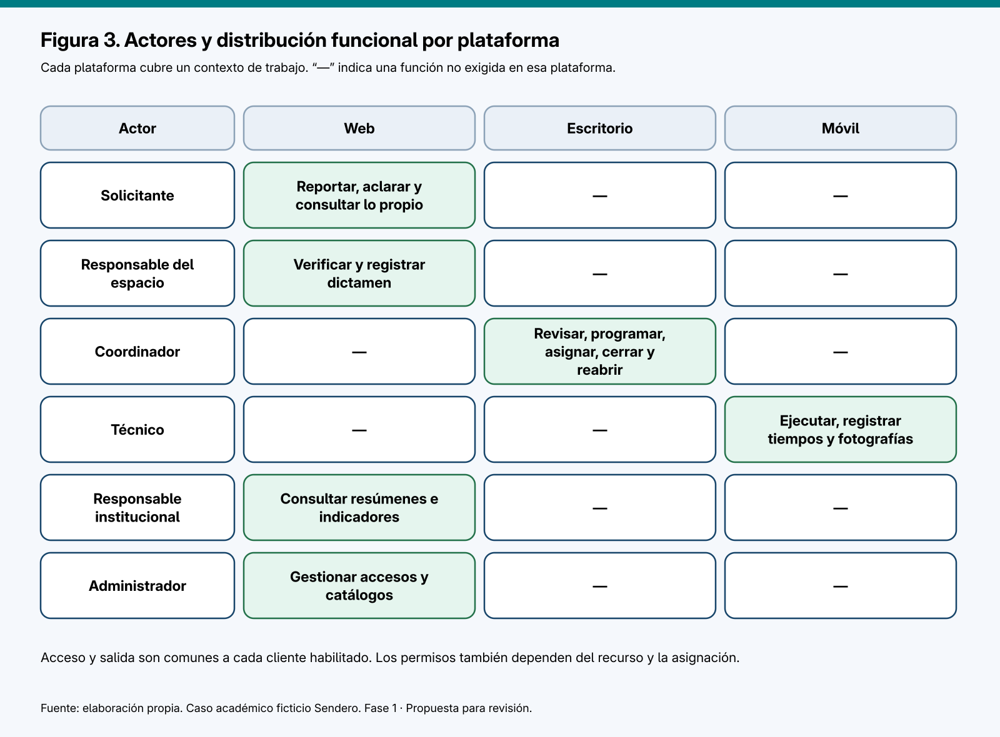 Figura 3. Actores y distribución funcional por plataforma
Cada plataforma cubre un contexto de trabajo. “—” indica una función no exigida en esa plataforma.
Actor
Web
Escritorio
Móvil
Solicitante
Reportar, aclarar y
consultar lo propio
—
—
Responsable del
espacio
Verificar y registrar
dictamen
—
—
Coordinador
—
Revisar, programar,
asignar, cerrar y
reabrir
—
Técnico
—
—
Ejecutar, registrar
tiempos y fotografías
Responsable
institucional
Consultar resúmenes e
indicadores
—
—
Administrador
Gestionar accesos y
catálogos
—
—
Acceso y salida son comunes a cada cliente habilitado. Los permisos también dependen del recurso y la asignación.
Fuente: elaboración propia. Caso académico ficticio Sendero. Fase 1 · Propuesta para revisión.